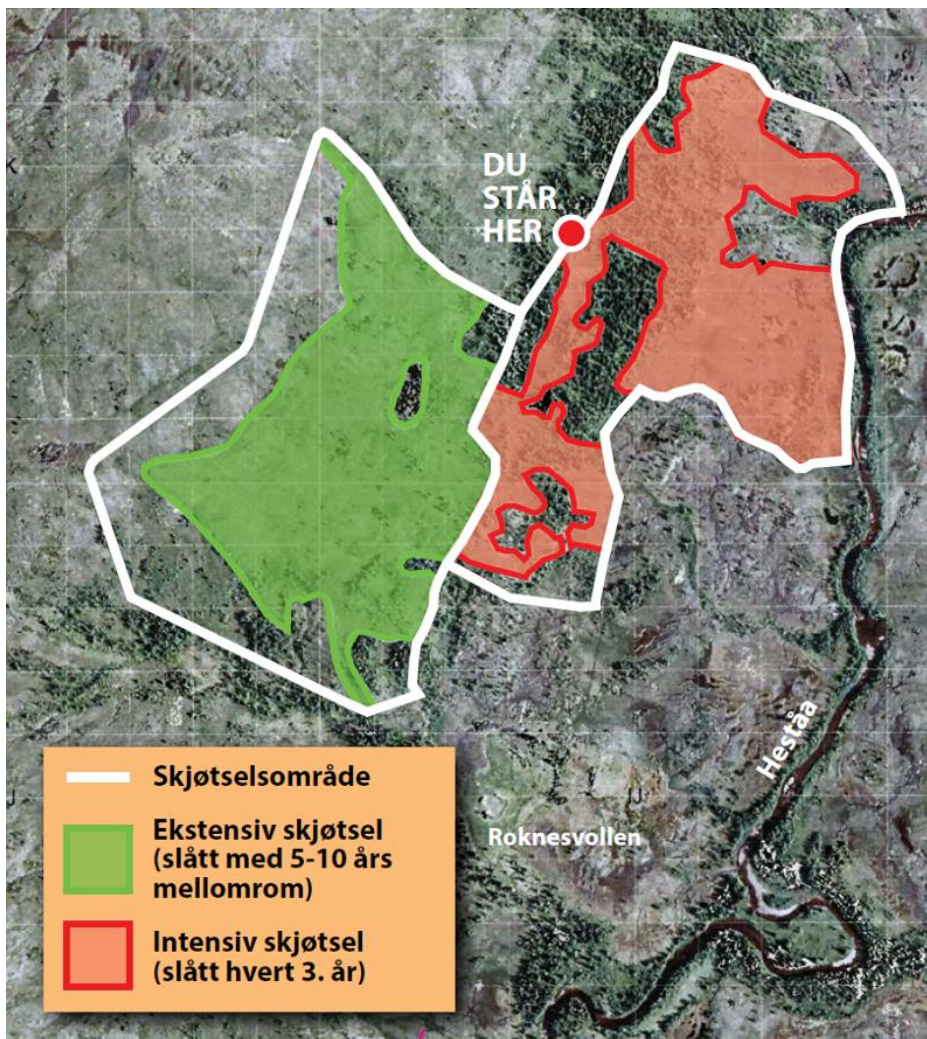 DU
STÅR
HER
Heståa
Roknesvollen
Skjøtselsområde
Ekstensiv skjøtsel
(slått med 5-10 års
mellomrom)
Intensiv skjøtsel
(slått hvert 3. år)